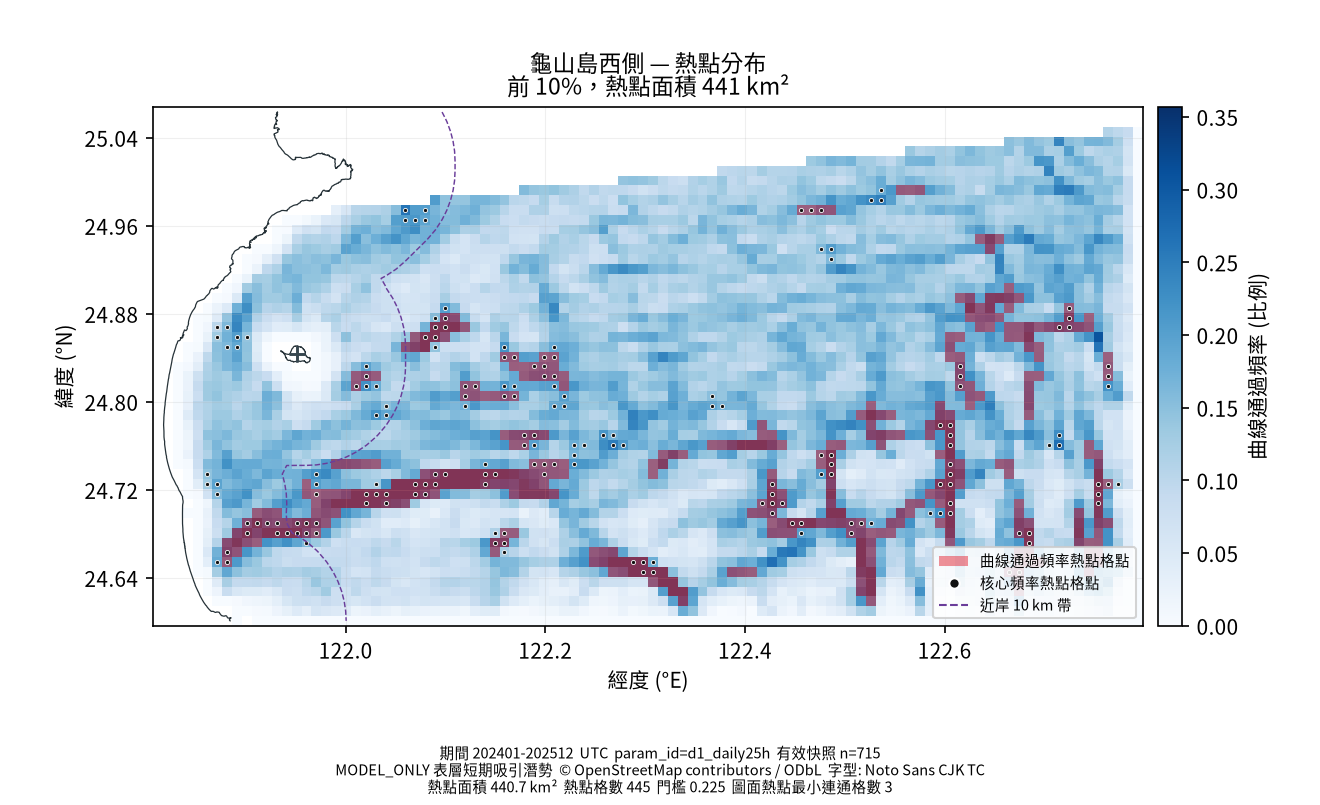 龜山島西側 — 熱點分布
前 10%，熱點面積 441 km²
25.04
24.96
24.88
24.80
24.72
24.64
緯度 (°N)
122.0
122.2
122.4
122.6
經度 (°E)
0.35
0.30
0.25
0.20
0.15
0.10
0.05
0.00
曲線通過頻率 (比例)
曲線通過頻率熱點格點
核心頻率熱點格點
近岸 10 km 帶
期間 202401-202512 UTC param_id=d1_daily25h 有效快照 n=715
MODEL_ONLY 表層短期吸引潛勢 © OpenStreetMap contributors / ODbL 字型: Noto Sans CJK TC
熱點面積 440.7 km² 熱點格數 445 門檻 0.225 圖面熱點最小連通格數 3